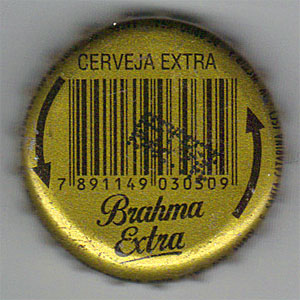 CERVEJA EXTRA
7 891149 030509
Brahma
Extra